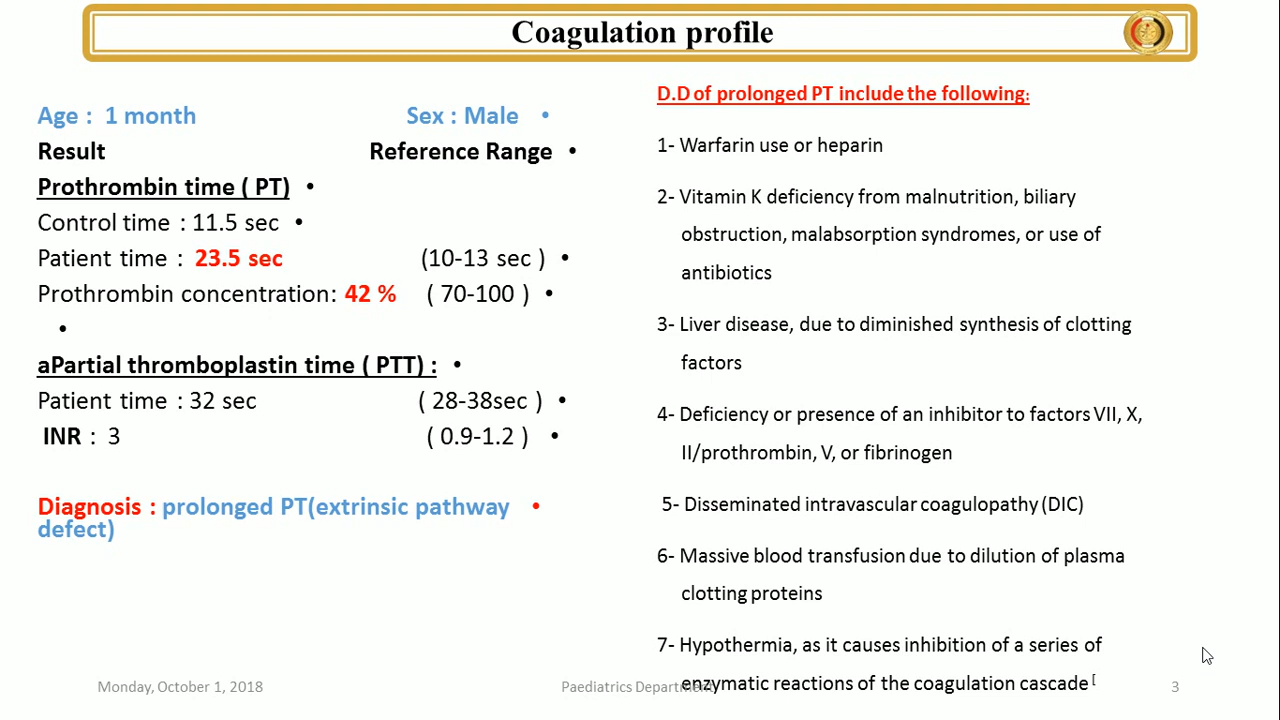 Coagulation profile
Age : 1 month Sex : Male •
Result Reference Range •
Prothrombin time ( PT) •
Control time : 11.5 sec •
Patient time : 23.5 sec (10-13 sec ) •
Prothrombin concentration: 42 % ( 70-100 ) •
•
aPartial thromboplastin time ( PTT) : •
Patient time : 32 sec ( 28-38sec ) •
INR : 3 ( 0.9-1.2 ) •
Diagnosis : prolonged PT(extrinsic pathway •
defect)
D.D of prolonged PT include the following:
1- Warfarin use or heparin
2- Vitamin K deficiency from malnutrition, biliary
obstruction, malabsorption syndromes, or use of
antibiotics
3- Liver disease, due to diminished synthesis of clotting
factors
4- Deficiency or presence of an inhibitor to factors VII, X,
II/prothrombin, V, or fibrinogen
5- Disseminated intravascular coagulopathy (DIC)
6- Massive blood transfusion due to dilution of plasma
clotting proteins
7- Hypothermia, as it causes inhibition of a series of
enzymatic reactions of the coagulation cascade [
Monday, October 1, 2018 Paediatrics Department 3